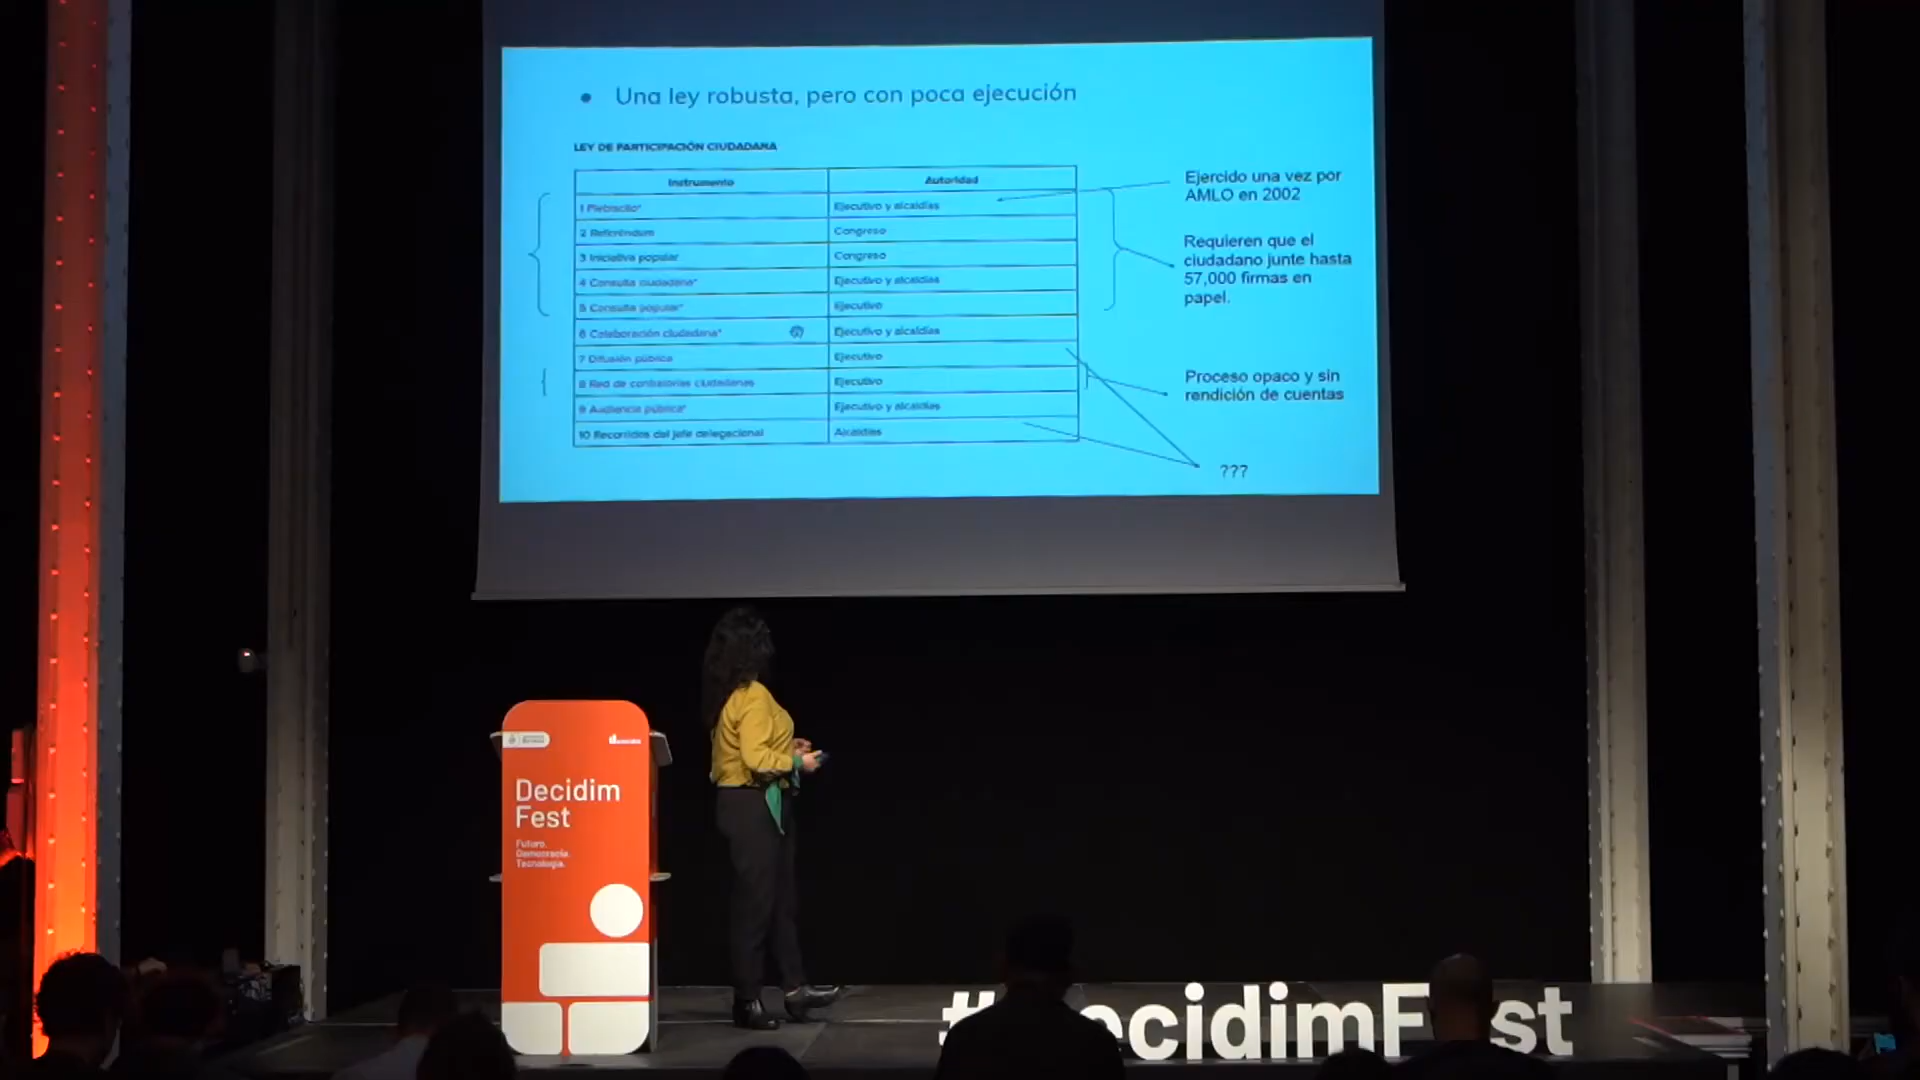 Una ley robusta, pero con poca ejecución
LEY DE PARTICIPACIÓN CIUDADANA
Instrumento Autoridad
1 Plebiscito* Ejecutivo y alcaldías
2 Referéndum Congreso
3 Iniciativa popular Congreso
4 Consulta ciudadana* Ejecutivo y alcaldías
5 Consulta popular* Ejecutivo
6 Colaboración ciudadana* Ejecutivo y alcaldías
7 Difusión pública Ejecutivo
8 Red de contralorías ciudadanas Ejecutivo
9 Audiencia pública* Ejecutivo y alcaldías
10 Recorridos del jefe delegacional Alcaldías
Ejercido una vez por
AMLO en 2002
Requieren que el
ciudadano junte hasta
57,000 firmas en
papel.
Proceso opaco y sin
rendición de cuentas
???
Decidim
Fest
Futuro.
Democracia.
Tecnología.
#DecidimFest